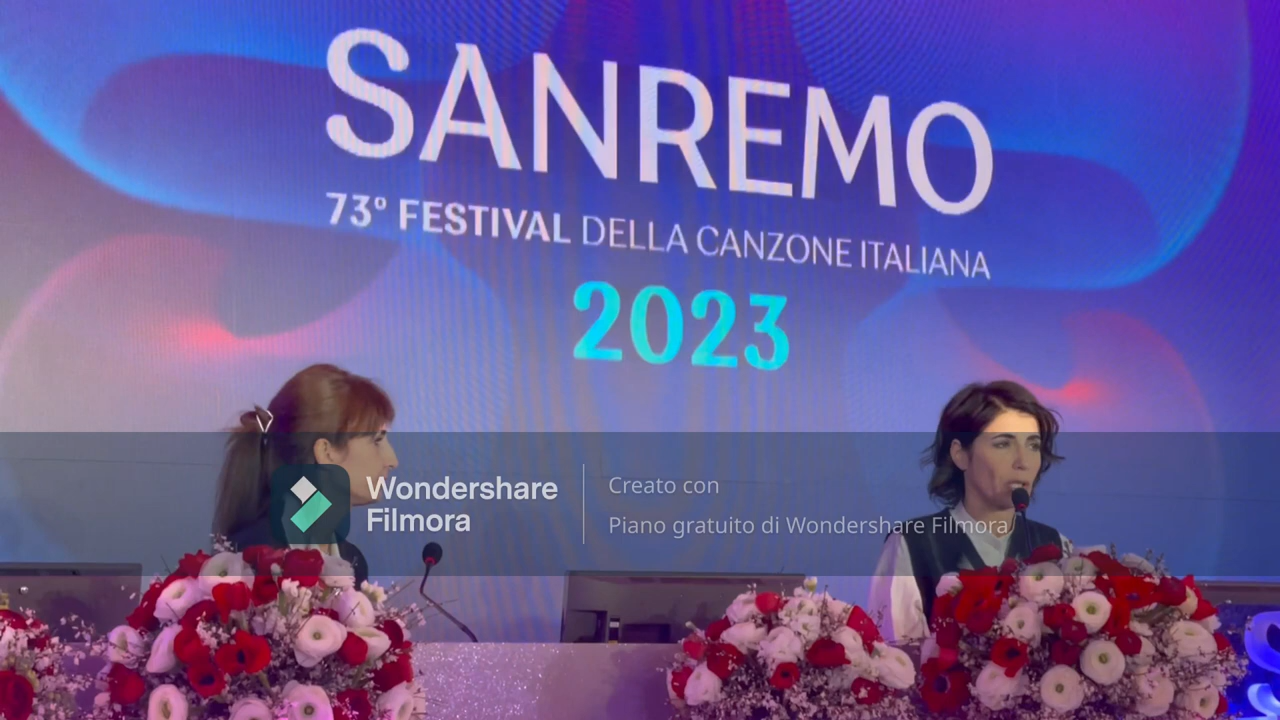 SANREMO
73° FESTIVAL DELLA CANZONE ITALIANA
2023
Wondershare
Filmora
Creato con
Piano gratuito di Wondershare Filmora